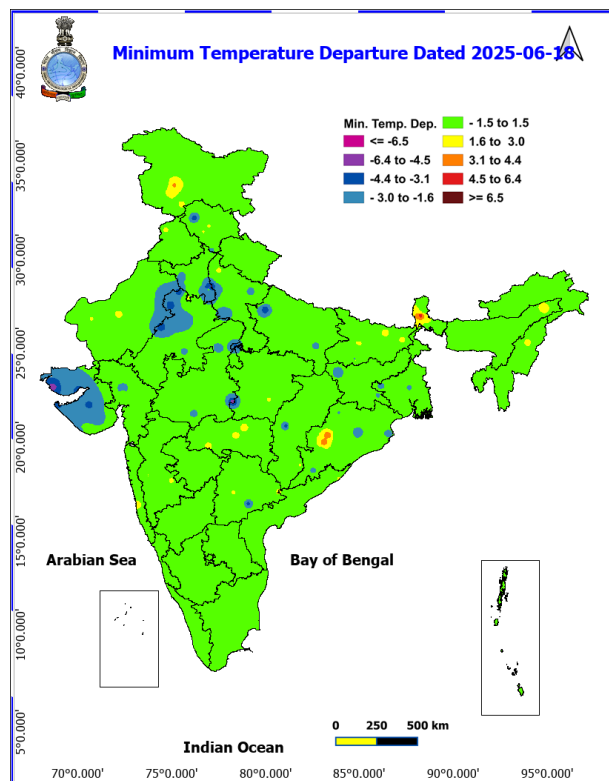 Minimum Temperature Departure Dated 2025-06-18
40°0.000'
35°0.000'
30°0.000'
25°0.000'
20°0.000'
15°0.000'
10°0.000'
5°0.000'
Min. Temp. Dep.
<= -6.5
-6.4 to -4.5
-4.4 to -3.1
- 3.0 to -1.6
- 1.5 to 1.5
1.6 to 3.0
3.1 to 4.4
4.5 to 6.4
>= 6.5
Arabian Sea
Bay of Bengal
Indian Ocean
0 250 500 km
70°0.000' 75°0.000' 80°0.000' 85°0.000' 90°0.000' 95°0.000'